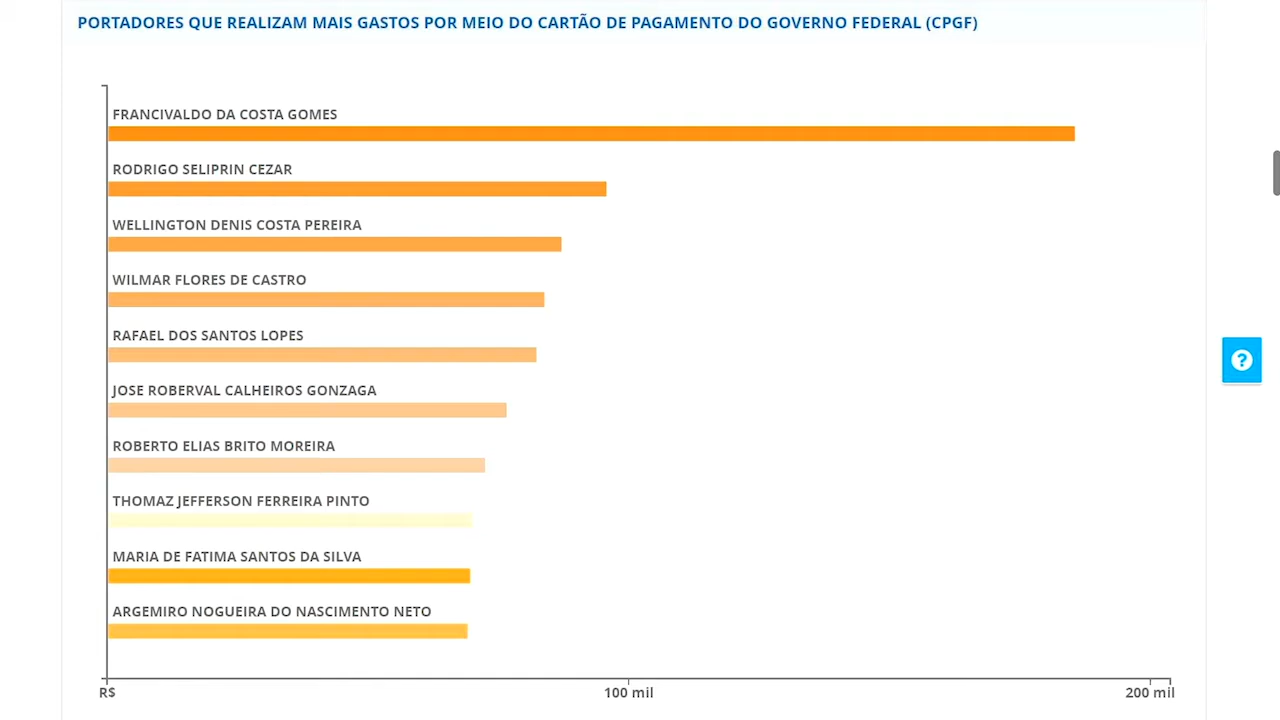 PORTADORES QUE REALIZAM MAIS GASTOS POR MEIO DO CARTÃO DE PAGAMENTO DO GOVERNO FEDERAL (CPGF)
FRANCIVALDO DA COSTA GOMES
RODRIGO SELIPRIN CEZAR
WELLINGTON DENIS COSTA PEREIRA
WILMAR FLORES DE CASTRO
RAFAEL DOS SANTOS LOPES
JOSE ROBERVAL CALHEIROS GONZAGA
ROBERTO ELIAS BRITO MOREIRA
THOMAZ JEFFERSON FERREIRA PINTO
MARIA DE FATIMA SANTOS DA SILVA
ARGEMIRO NOGUEIRA DO NASCIMENTO NETO
R$ 100 mil 200 mil
?